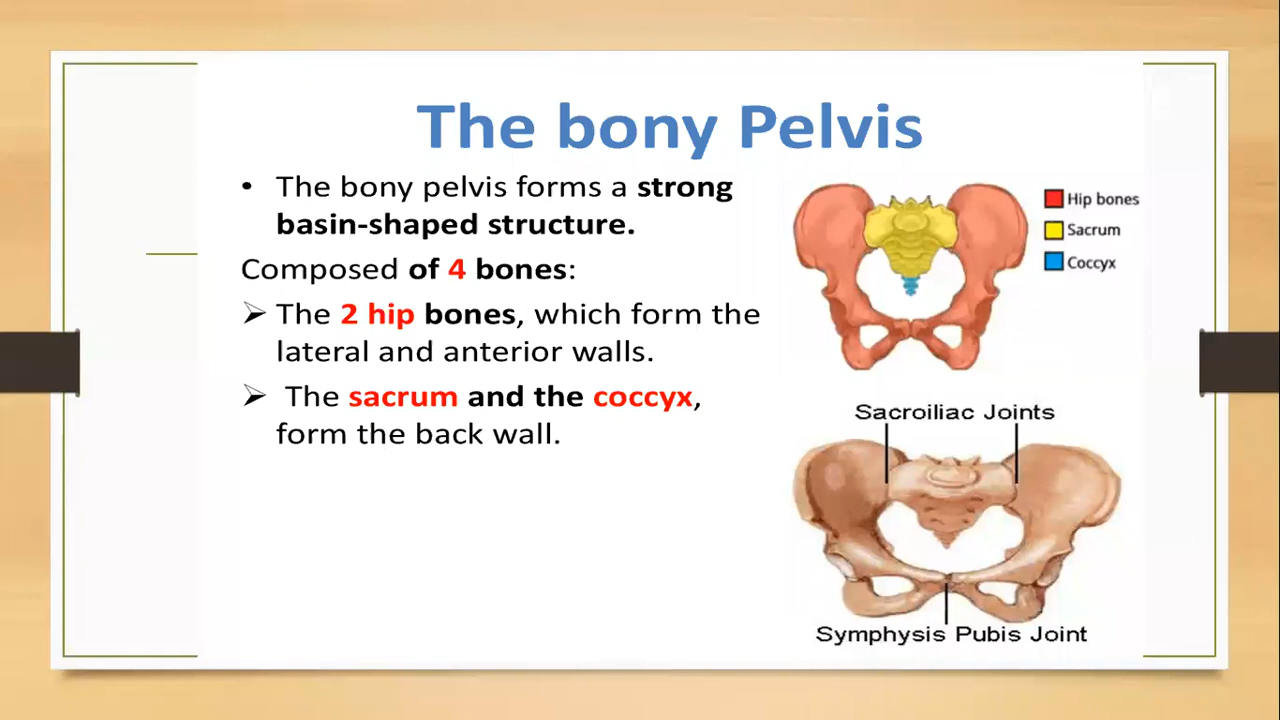 The bony Pelvis
• The bony pelvis forms a strong
basin-shaped structure.
Composed of 4 bones:
➢ The 2 hip bones, which form the
lateral and anterior walls.
➢ The sacrum and the coccyx,
form the back wall.
Hip bones
Sacrum
Coccyx
Sacroiliac Joints
Symphysis Pubis Joint